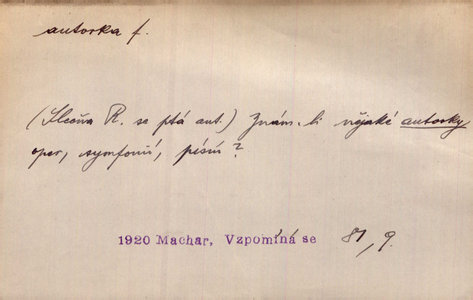 autorka f.
(Slečna R. se ptá aut.) Znám-li nějaké autorky
oper, symfonií, písní?
1920 Machar, Vzpomíná se 81, 9.